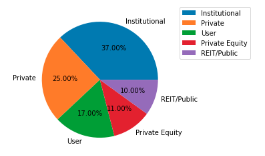 Institutional
37.00%
Private
25.00%
User
17.00%
Private Equity
11.00%
REIT/Public
10.00%
Institutional
Private
User
Private Equity
REIT/Public